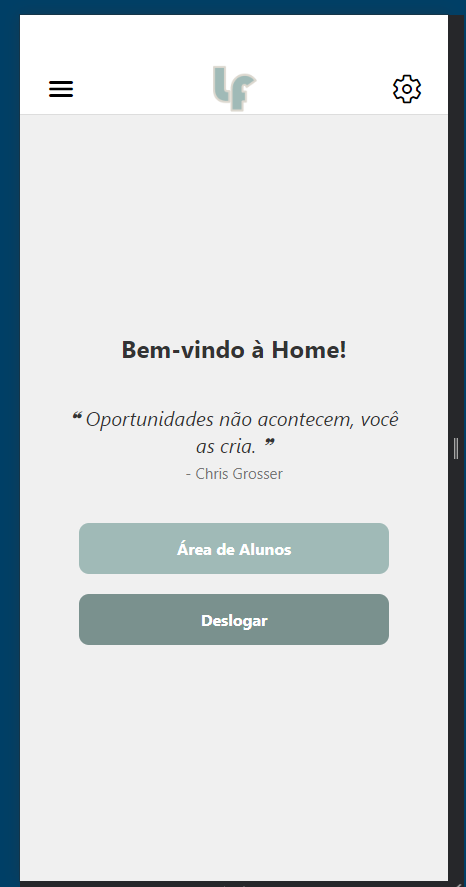 LF
Bem-vindo à Home!
❝ Oportunidades não acontecem, você
as cria. ❞
- Chris Grosser
Área de Alunos
Deslogar